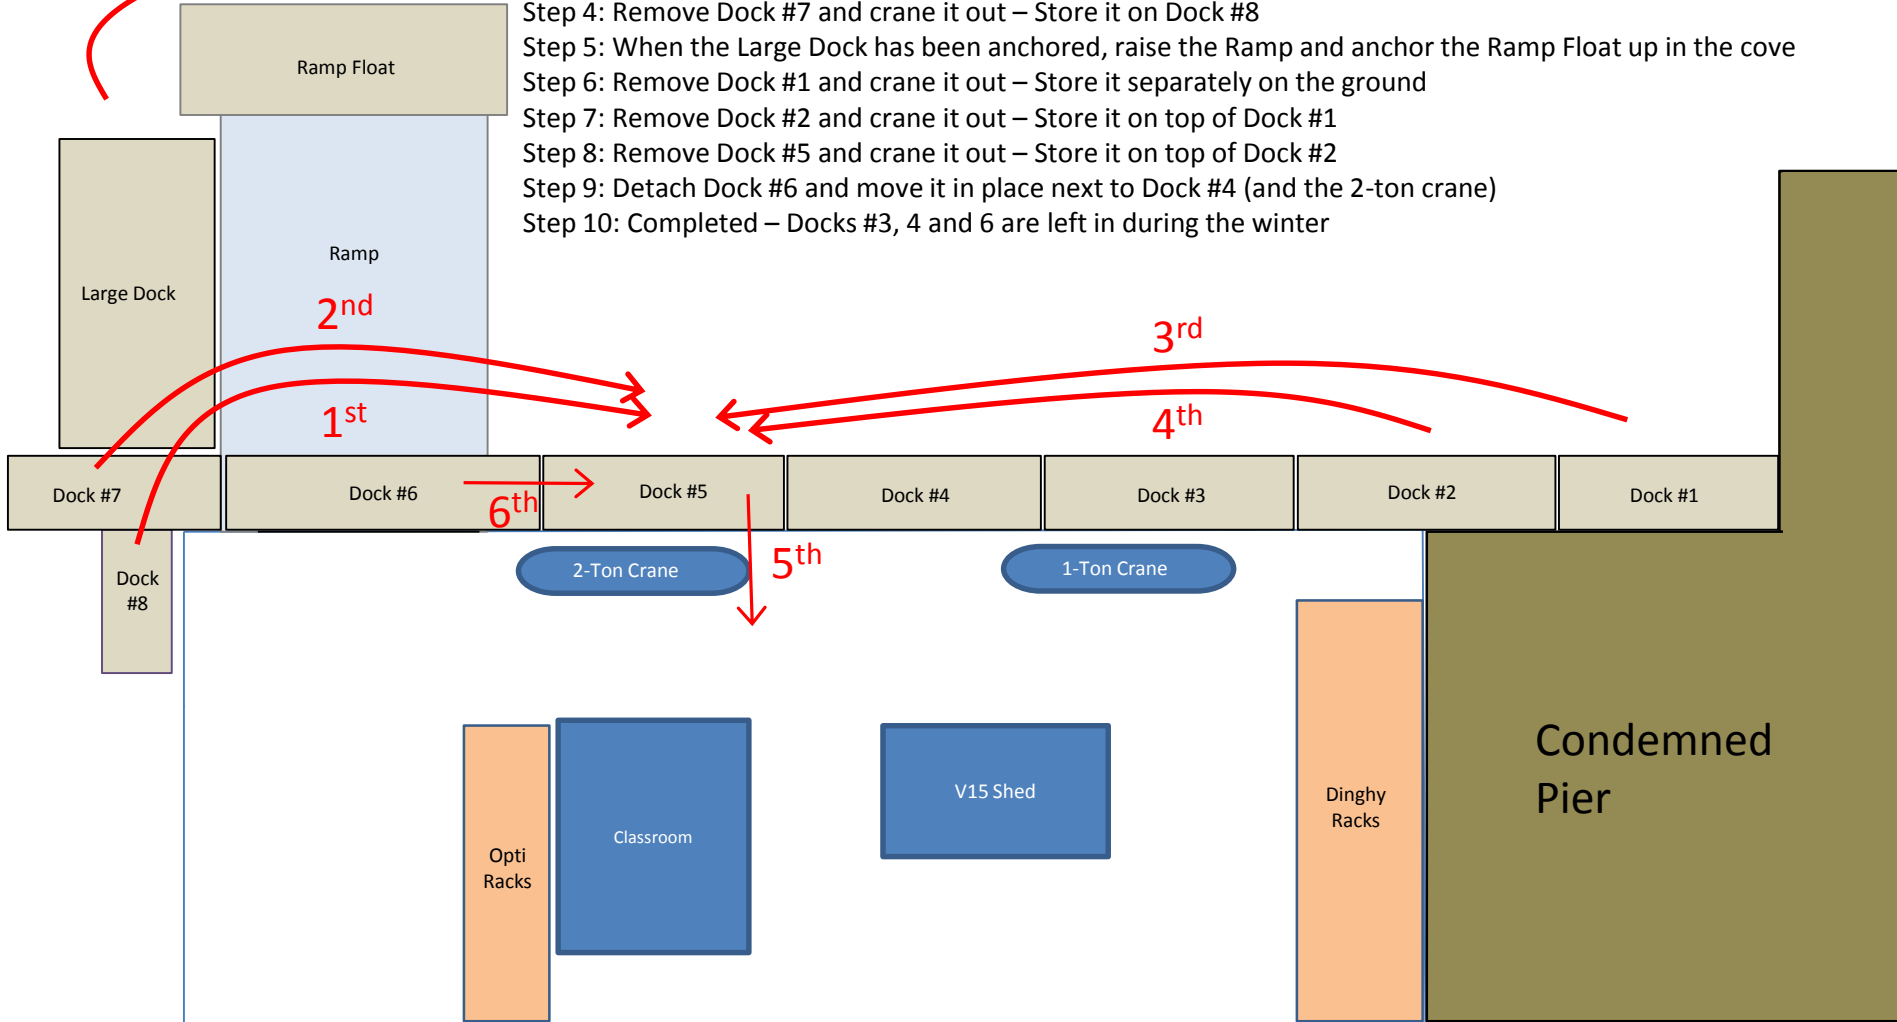 Step 4: Remove Dock #7 and crane it out – Store it on Dock #8
Step 5: When the Large Dock has been anchored, raise the Ramp and anchor the Ramp Float up in the cove
Step 6: Remove Dock #1 and crane it out – Store it separately on the ground
Step 7: Remove Dock #2 and crane it out – Store it on top of Dock #1
Step 8: Remove Dock #5 and crane it out – Store it on top of Dock #2
Step 9: Detach Dock #6 and move it in place next to Dock #4 (and the 2-ton crane)
Step 10: Completed – Docks #3, 4 and 6 are left in during the winter
Ramp Float
Ramp
Large Dock
2nd
3rd
1st
4th
Dock #7
Dock #6
6th
Dock #5
Dock #4
Dock #3
Dock #2
Dock #1
Dock
#8
2-Ton Crane
5th
1-Ton Crane
Opti
Racks
Classroom
V15 Shed
Dinghy
Racks
Condemned
Pier